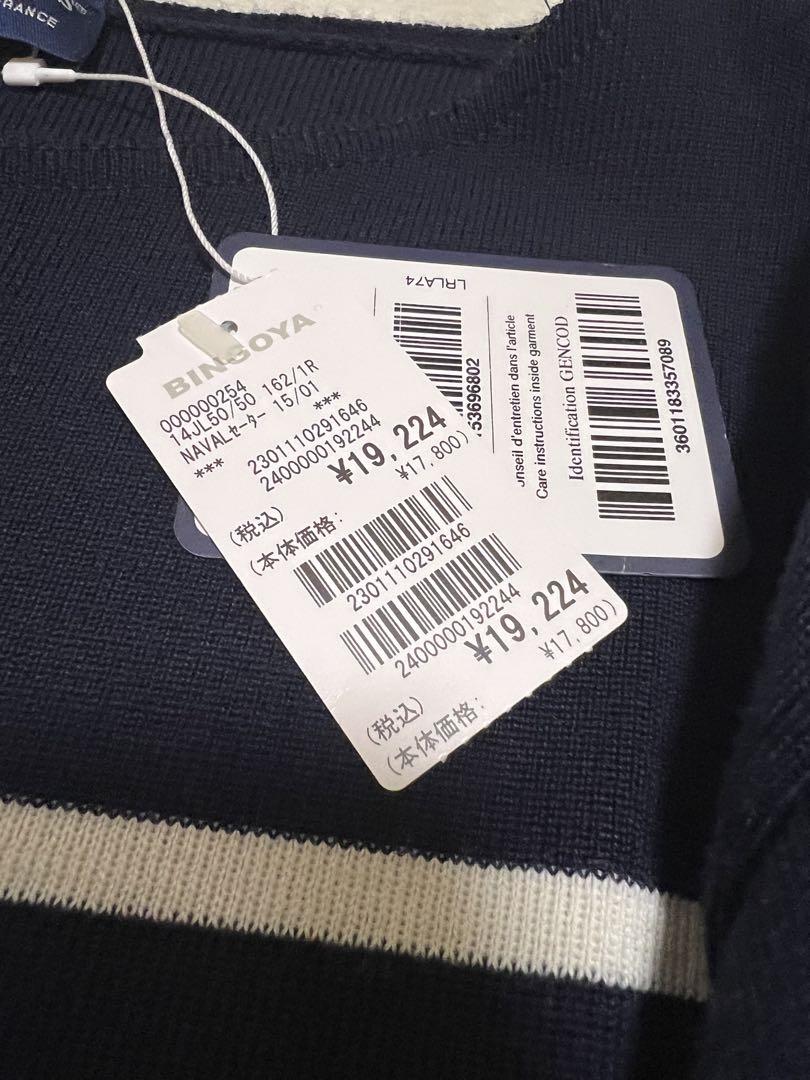 FRANCE
BINGOYA
000000254
14JL50/50 162/1R
NAVALセーター 15/01
*** ***
2301110291646
2400000192244
¥19,224
(税込)
¥17,800)
(本体価格:
2301110291646
2400000192244
¥19,224
(税込)
¥17,800)
(本体価格:
LRLA74
53696802
onseil d'entretien dans l'article
Care instructions inside garment
Identification GENCOD
3601183357089